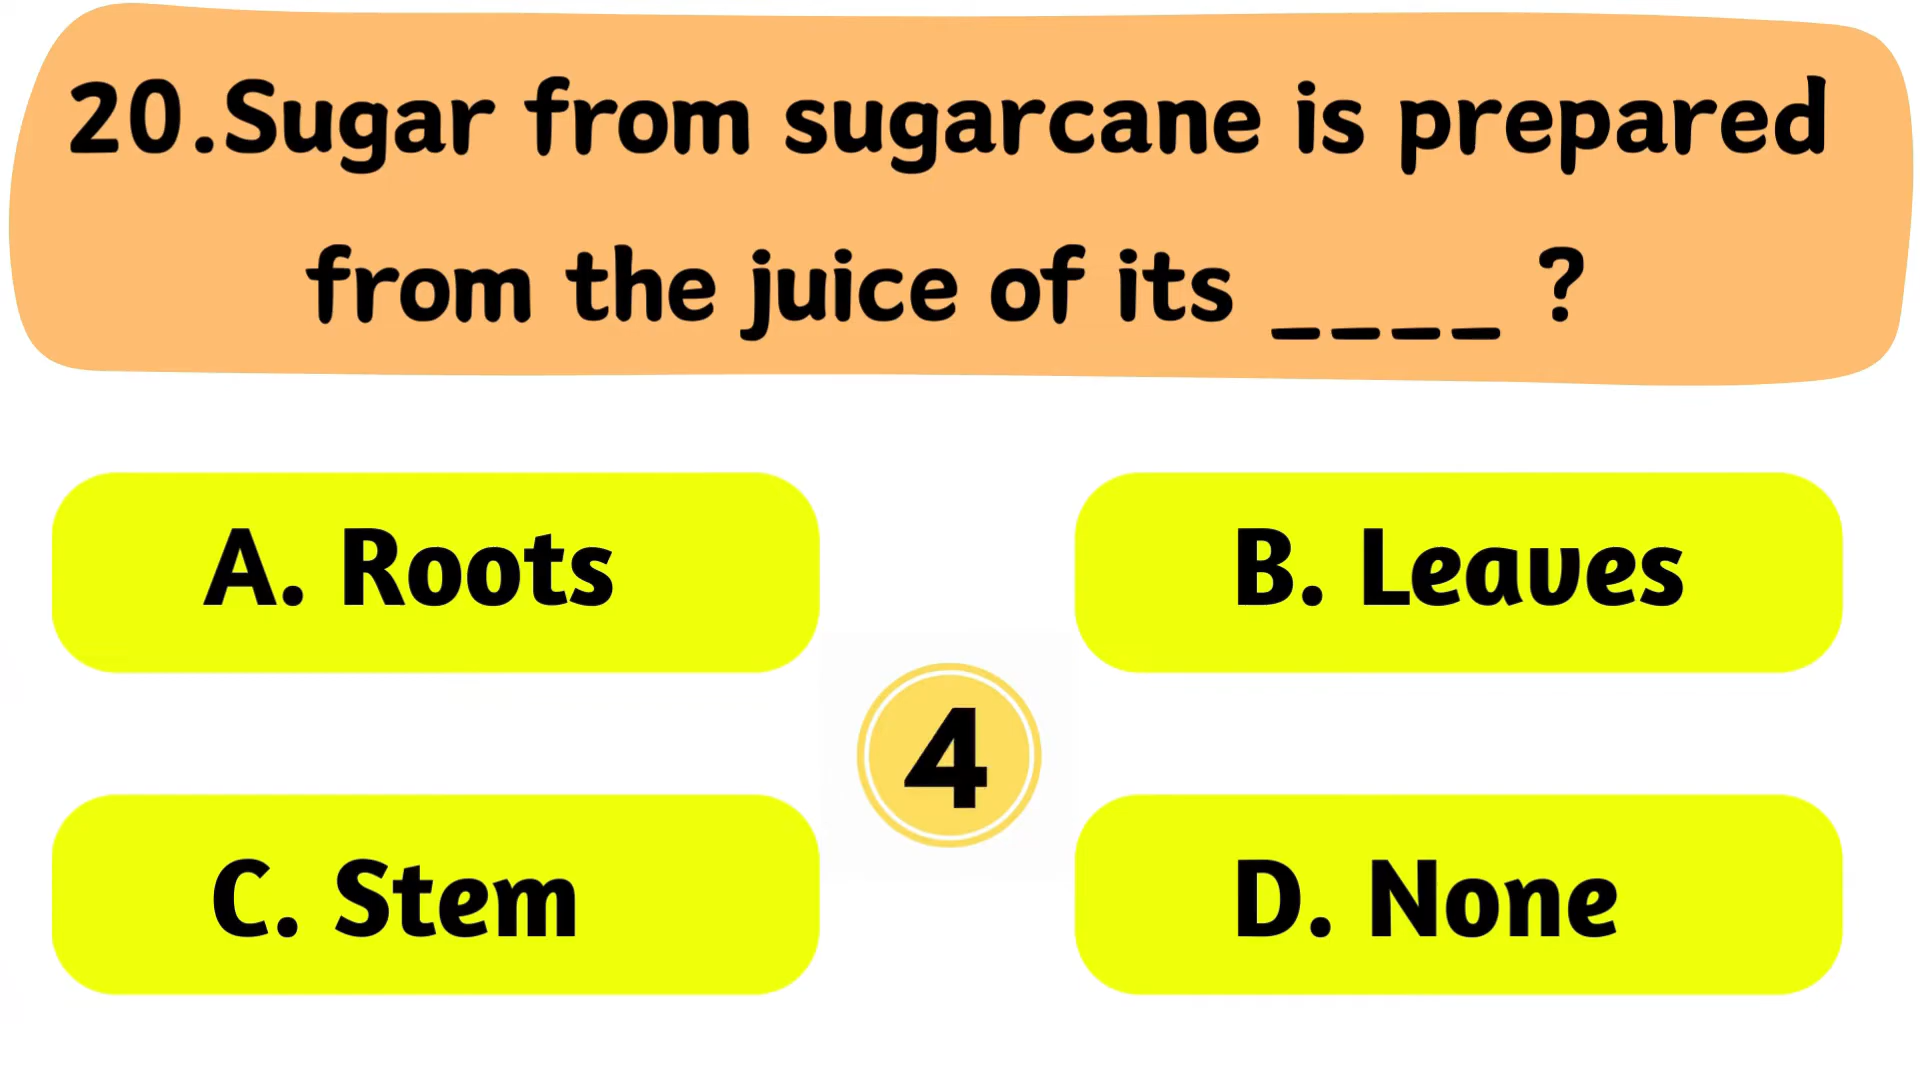 20.Sugar from sugarcane is prepared
from the juice of its ____ ?
A. Roots
B. Leaves
4
C. Stem
D. None